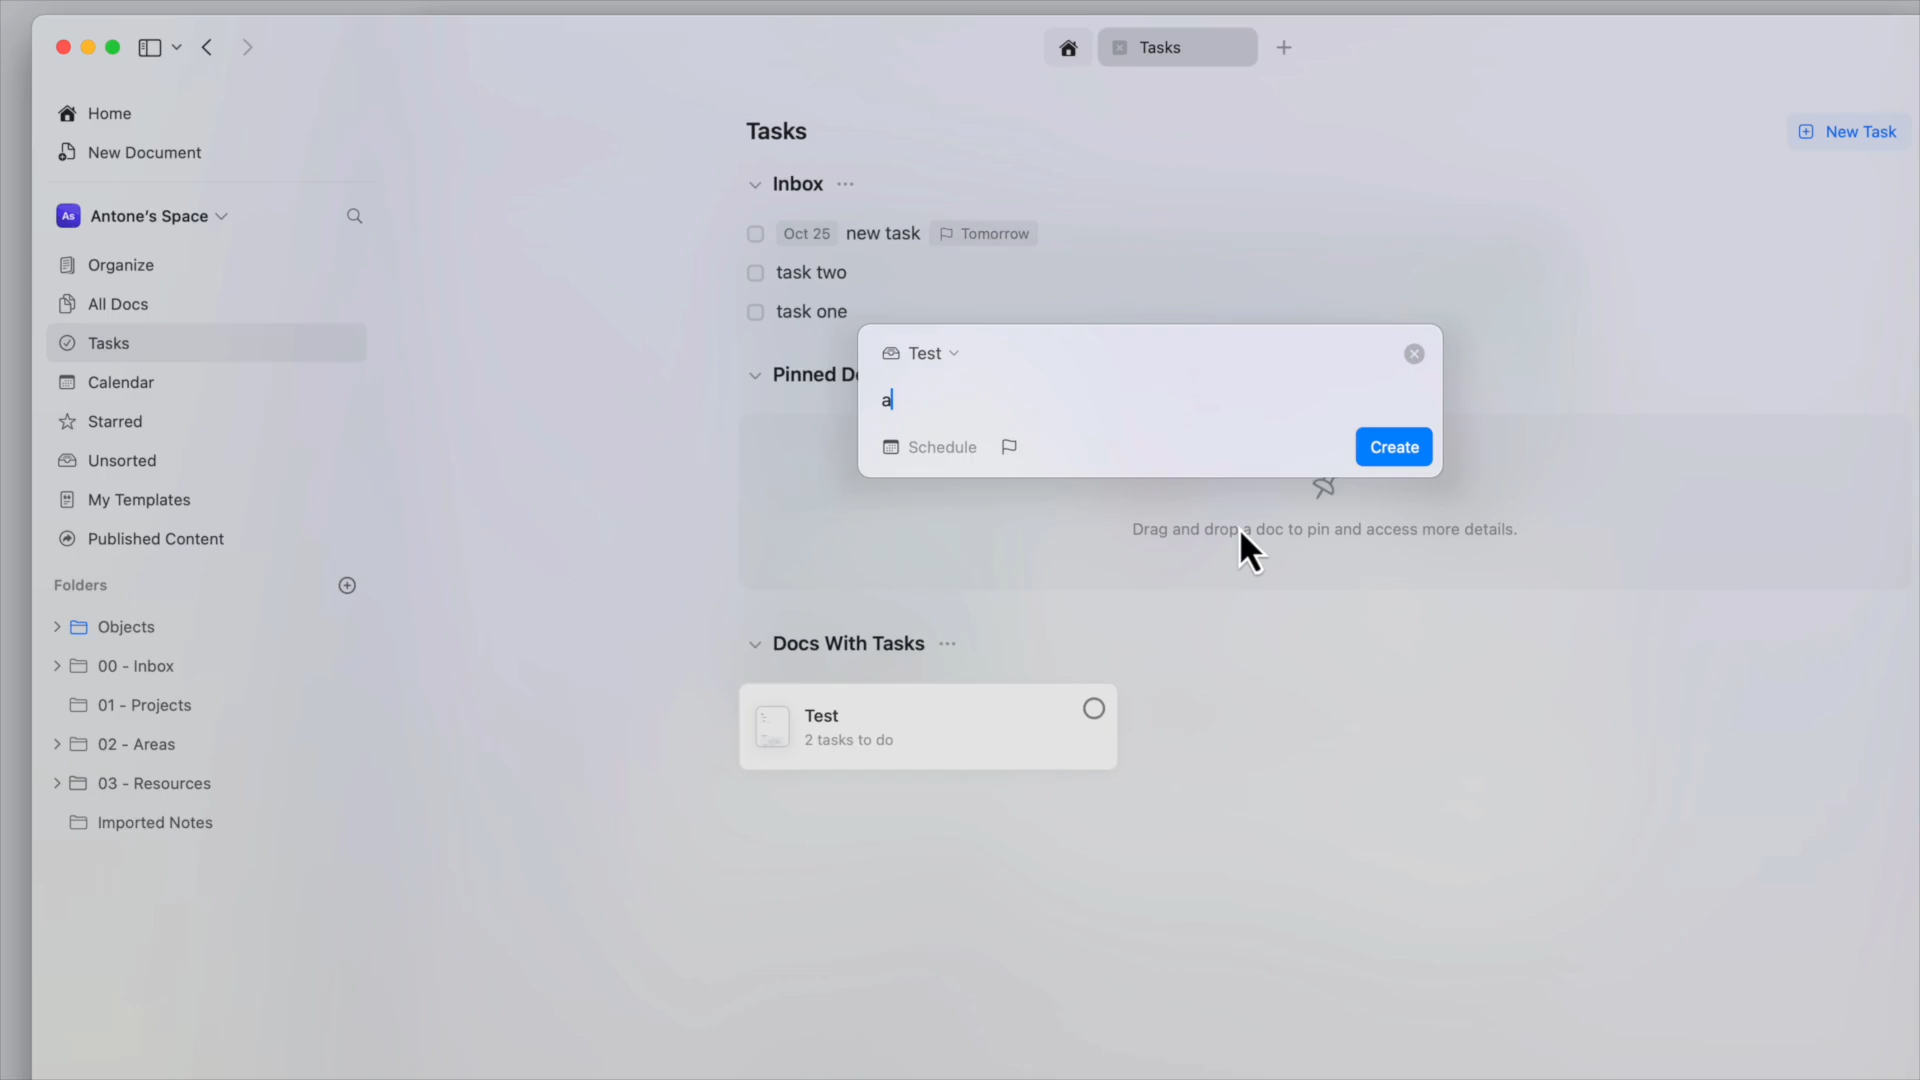 Tasks
Home
New Document
As Antone's Space
Organize
All Docs
Tasks
Calendar
Starred
Unsorted
My Templates
Published Content
Folders
Objects
00 - Inbox
01 - Projects
02 - Areas
03 - Resources
Imported Notes
Tasks
New Task
Inbox
Oct 25 new task Tomorrow
task two
task one
Pinned D
Test
a
Schedule
Create
Drag and drop a doc to pin and access more details.
Docs With Tasks
Test
2 tasks to do